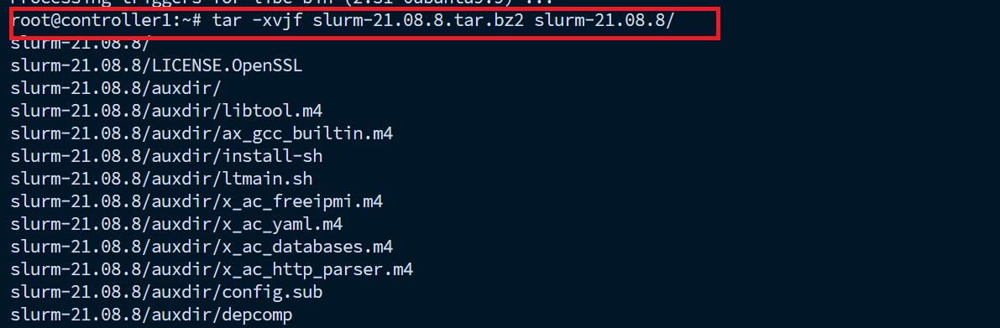 Processing triggers for libc-bin (2.31-0ubuntu9.9) ...
root@controller1:~# tar -xvjf slurm-21.08.8.tar.bz2 slurm-21.08.8/
slurm-21.08.8/
slurm-21.08.8/LICENSE.OpenSSL
slurm-21.08.8/auxdir/
slurm-21.08.8/auxdir/libtool.m4
slurm-21.08.8/auxdir/ax_gcc_builtin.m4
slurm-21.08.8/auxdir/install-sh
slurm-21.08.8/auxdir/ltmain.sh
slurm-21.08.8/auxdir/x_ac_freeipmi.m4
slurm-21.08.8/auxdir/x_ac_yaml.m4
slurm-21.08.8/auxdir/x_ac_databases.m4
slurm-21.08.8/auxdir/x_ac_http_parser.m4
slurm-21.08.8/auxdir/config.sub
slurm-21.08.8/auxdir/depcomp